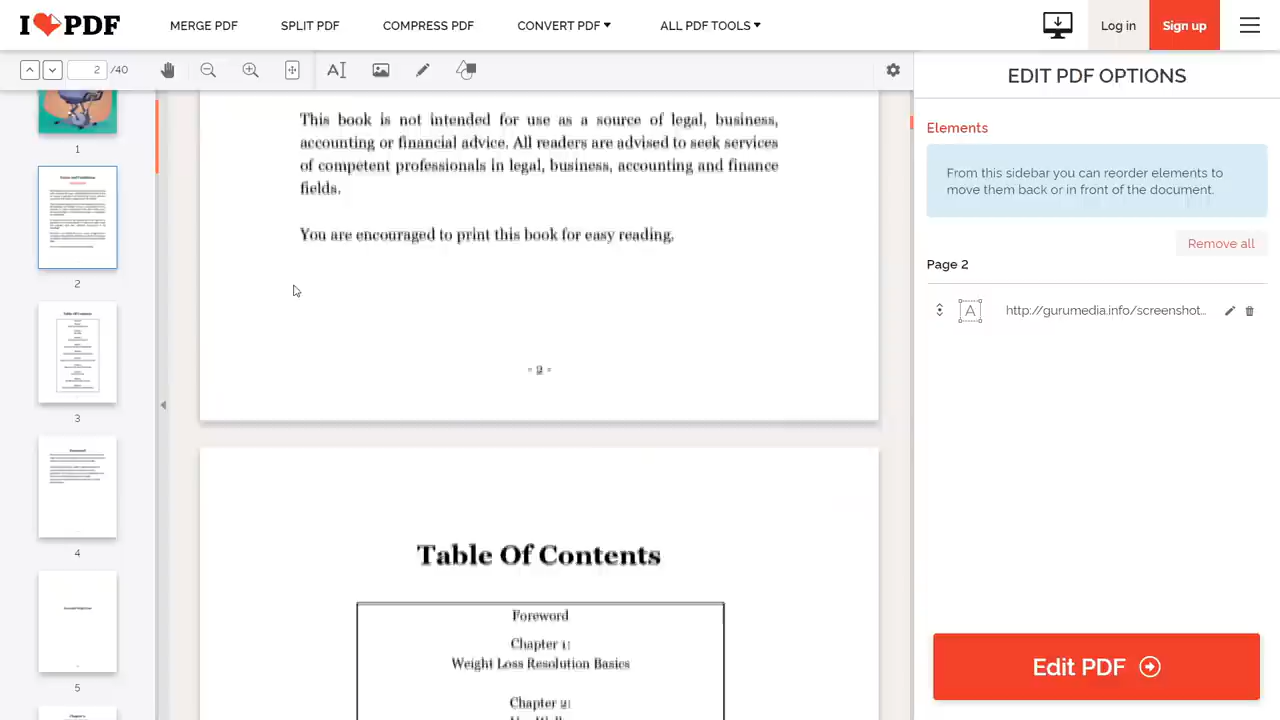 I PDF
MERGE PDF
SPLIT PDF
COMPRESS PDF
CONVERT PDF
ALL PDF TOOLS
Log in
Sign up
2 /40
EDIT PDF OPTIONS
1
2
Table Of Contents
3
Foreword
4
5
This book is not intended for use as a source of legal, business,
accounting or financial advice. All readers are advised to seek services
of competent professionals in legal, business, accounting and finance
fields.
You are encouraged to print this book for easy reading.
- 2 -
Table Of Contents
Foreword
Chapter 1:
Weight Loss Resolution Basics
Chapter 2:
Elements
From this sidebar you can reorder elements to
move them back or in front of the document.
Remove all
Page 2
A http://gurumedia.info/screenshot...
Edit PDF